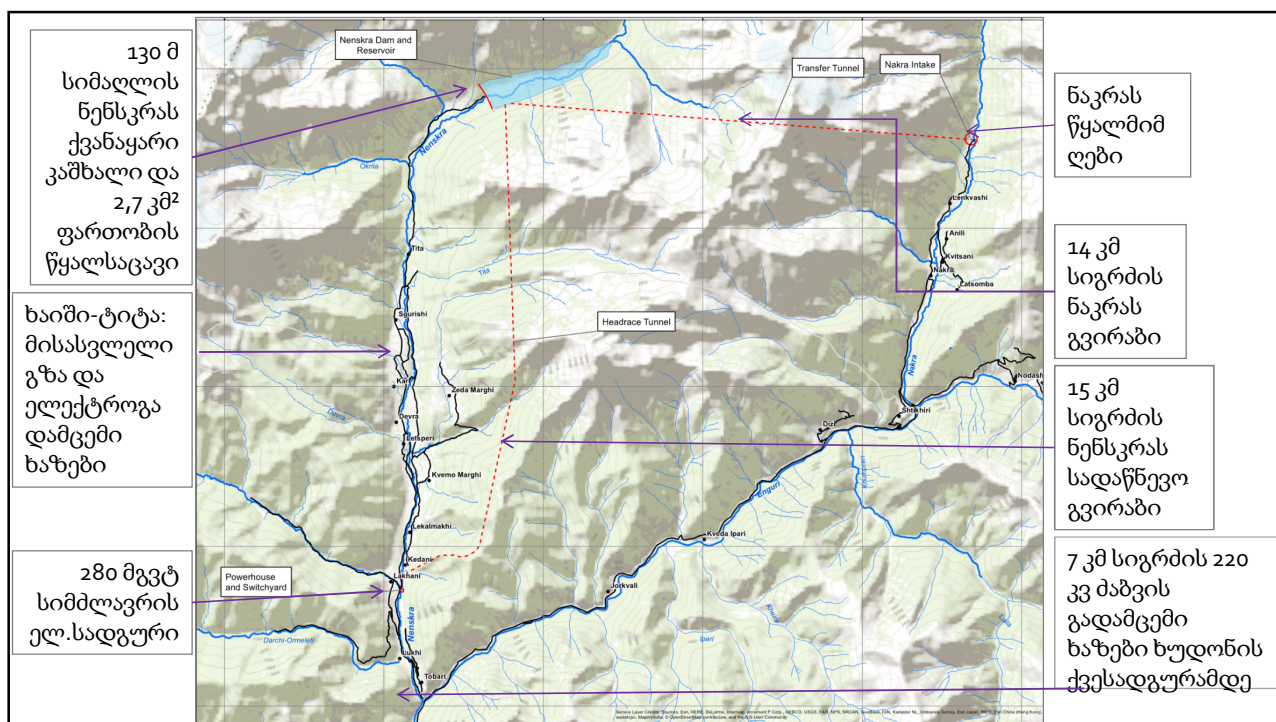 130 მ
სიმაღლის
ნენსკრას
ქვანაყარი
კაშხალი და
2,7 კმ²
ფართობის
წყალსაცავი
ხაიში-ტიტა:
მისასვლელი
გზა და
ელექტროგა
დამცემი
ხაზები
280 მგვტ
სიმძლავრის
ელ.სადგური
Nenskra Dam and
Reservoir
Transfer Tunnel
Nakra Intake
Nenskra
Okrila
Lenkvashi
Anili
Kvitsani
Nakra
Latsomba
Tita
Tita
Sgurishi
Headrace Tunnel
Kari
Zeda Marghi
Devra
Devra
Letsperi
Nakra
Nodash
Shtikhiri
Dizi
Kvemo Marghi
Enguri
Lekalmakhi
Kveda Ipari
Kedani
Lakhani
Powerhouse
and Switchyard
Jorkvali
Nenskra
Darchi-Ormeleti
Ipari
Lukhi
Tobari
ნაკრას
წყალმიმ
ღები
14 კმ
სიგრძის
ნაკრას
გვირაბი
15 კმ
სიგრძის
ნენსკრას
სადაწნევო
გვირაბი
7 კმ სიგრძის 220
კვ ძაბვის
გადამცემი
ხაზები ხუდონის
ქვესადგურამდე